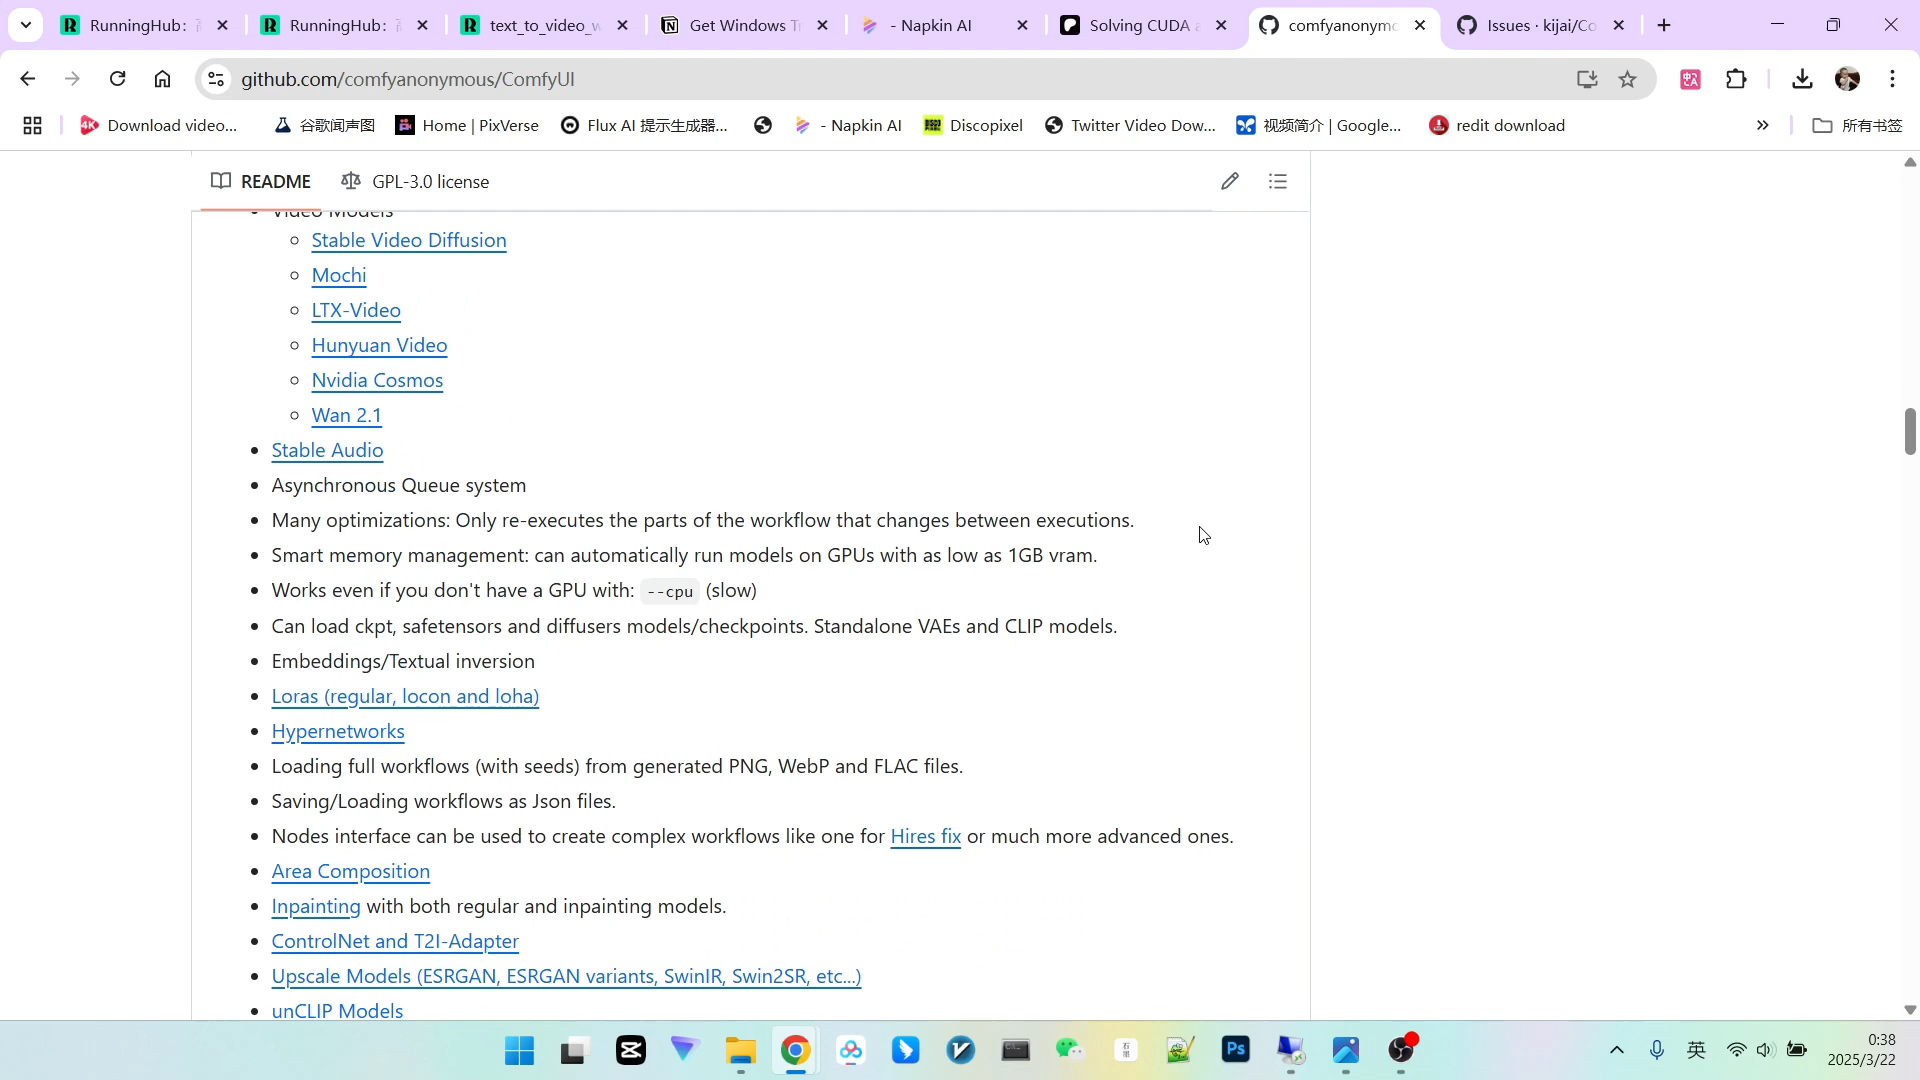 RunningHub:
RunningHub:
text_to_video_w
Get Windows Tr
- Napkin AI
Solving CUDA a
comfyanonymo
Issues · kijai/Co
github.com/comfyanonymous/ComfyUI
Download video...
谷歌闻声图
Home | PixVerse
Flux AI 提示生成器...
- Napkin AI
Discopixel
Twitter Video Dow...
视频简介 | Google...
redit download
所有书签
README
GPL-3.0 license
Video Models
Stable Video Diffusion
Mochi
LTX-Video
Hunyuan Video
Nvidia Cosmos
Wan 2.1
Stable Audio
Asynchronous Queue system
Many optimizations: Only re-executes the parts of the workflow that changes between executions.
Smart memory management: can automatically run models on GPUs with as low as 1GB vram.
Works even if you don't have a GPU with: --cpu (slow)
Can load ckpt, safetensors and diffusers models/checkpoints. Standalone VAEs and CLIP models.
Embeddings/Textual inversion
Loras (regular, locon and loha)
Hypernetworks
Loading full workflows (with seeds) from generated PNG, WebP and FLAC files.
Saving/Loading workflows as Json files.
Nodes interface can be used to create complex workflows like one for Hires fix or much more advanced ones.
Area Composition
Inpainting with both regular and inpainting models.
ControlNet and T2I-Adapter
Upscale Models (ESRGAN, ESRGAN variants, SwinIR, Swin2SR, etc...)
unCLIP Models
英
0:38
2025/3/22